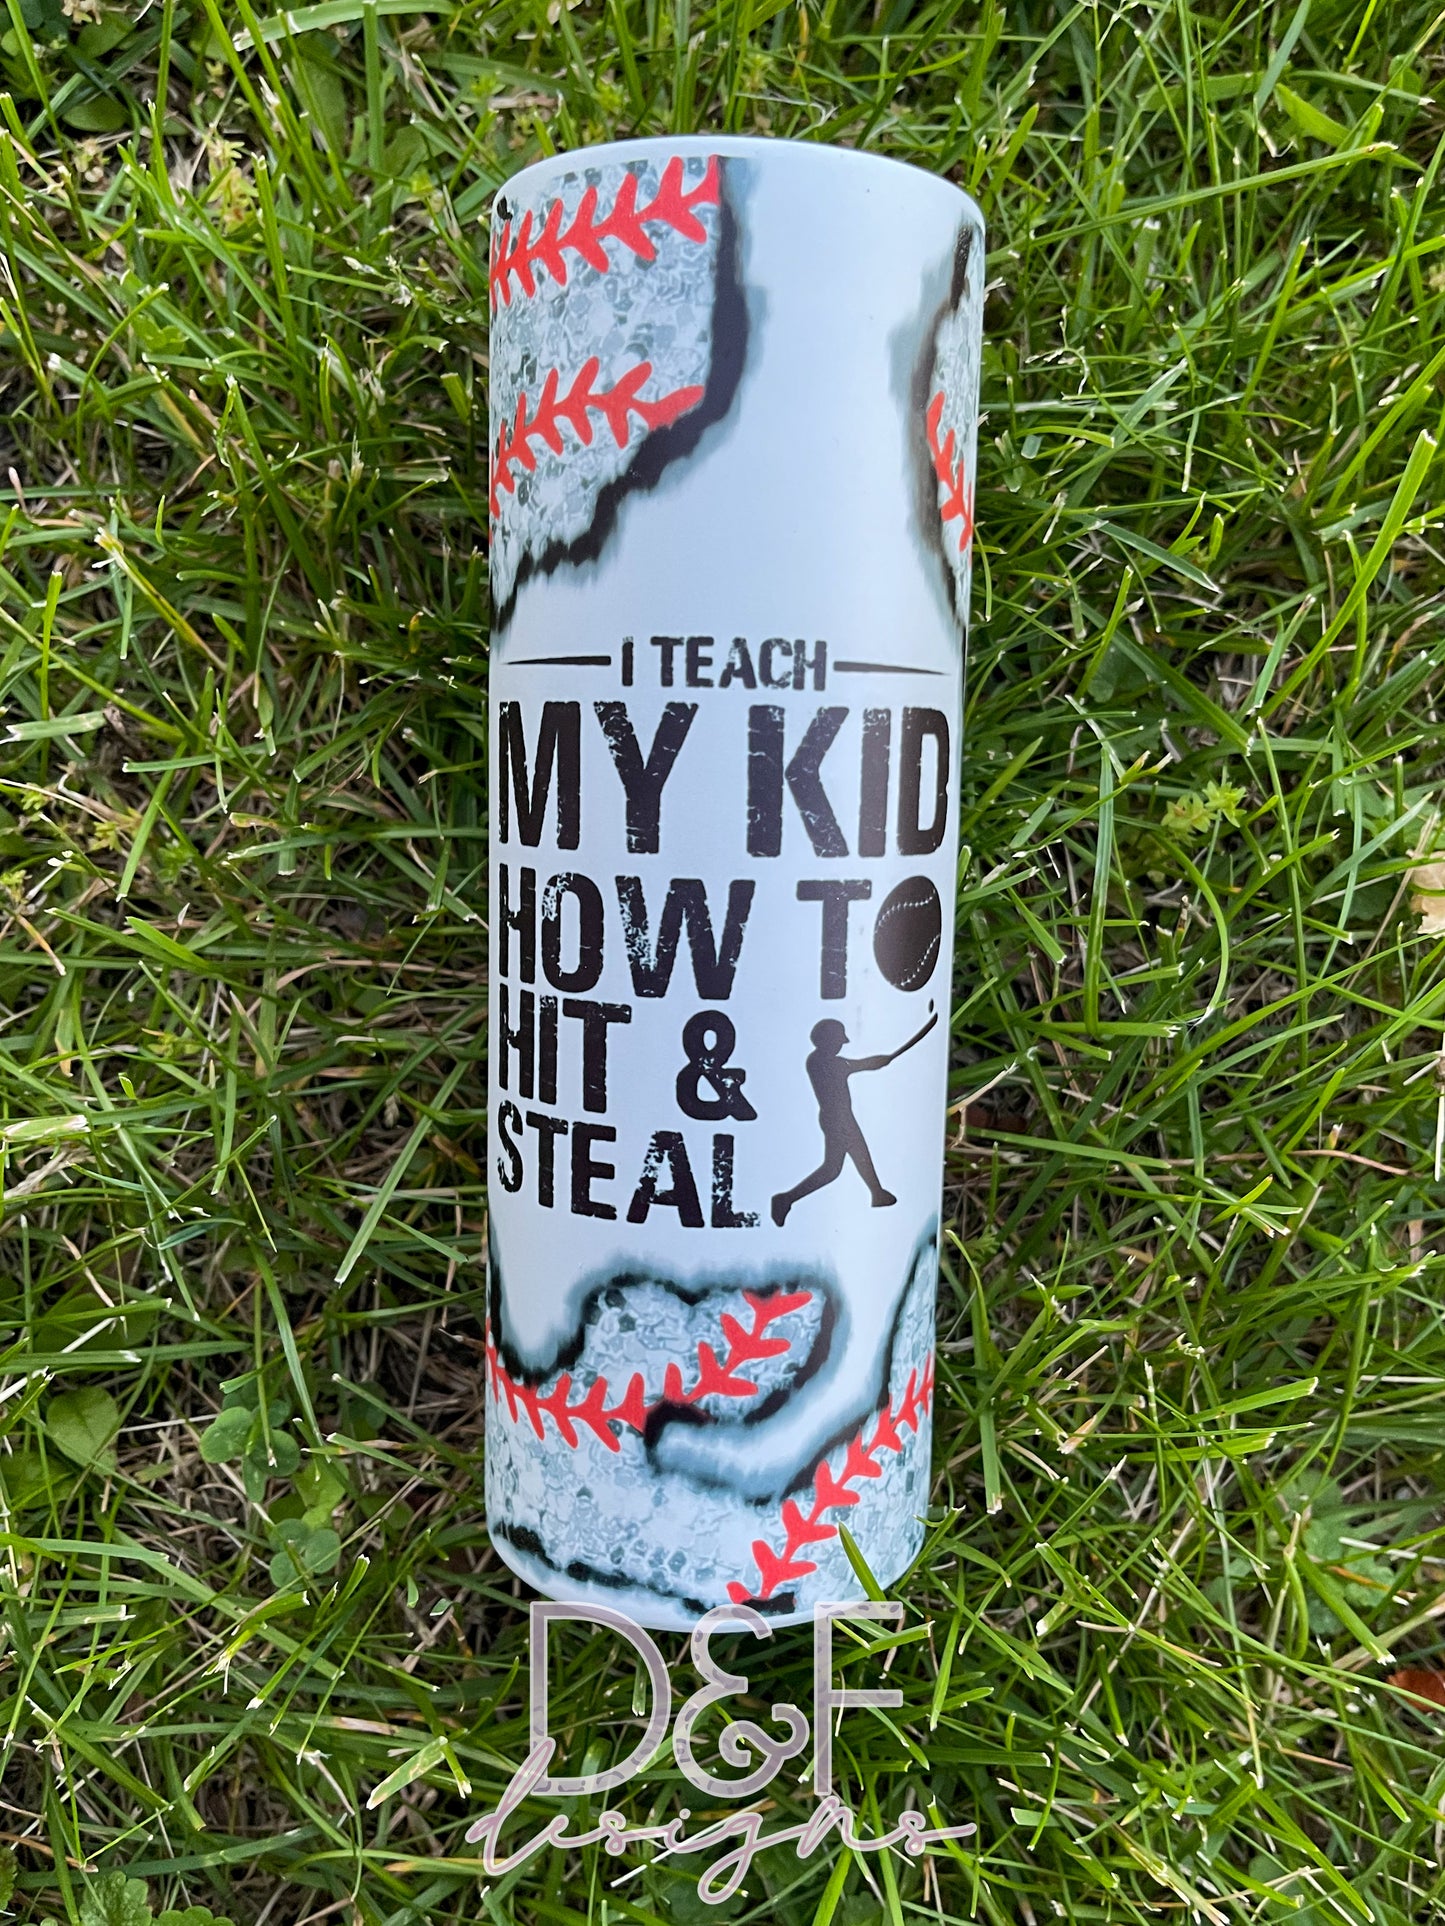 I TEACH
MY KID
HOW TO
HIT &
STEAL
D&F
designs